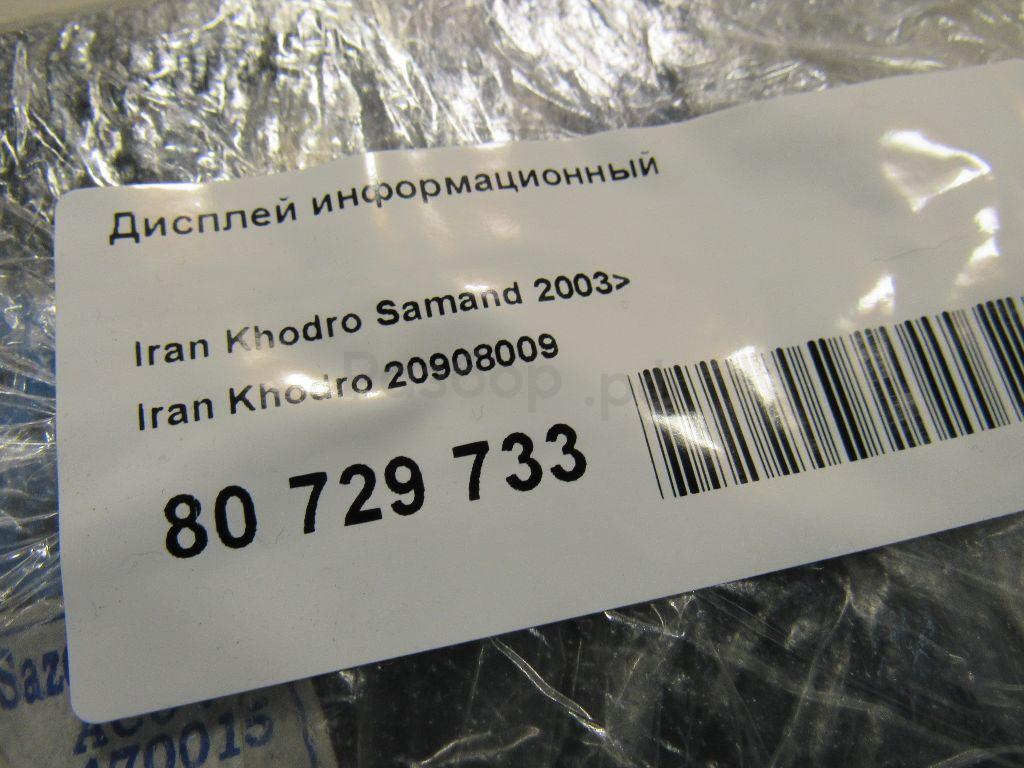 Дисплей информационный
Iran Khodro Samand 2003>
Iran Khodro 20908009
80 729 733